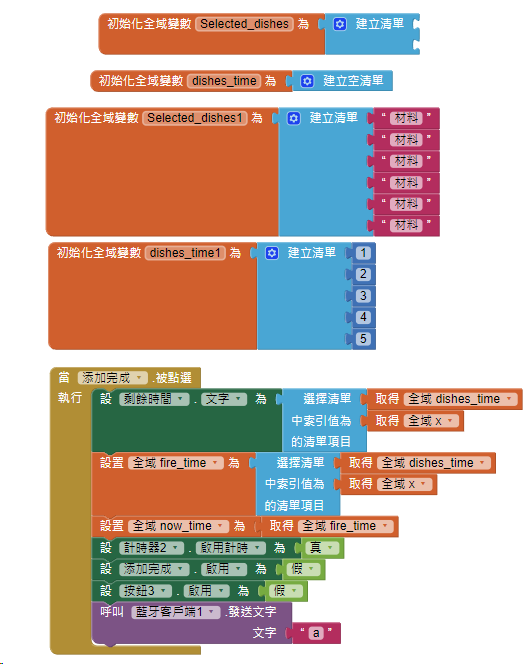 初始化全域變數 Selected_dishes 為 建立清單
初始化全域變數 dishes_time 為 建立空清單
初始化全域變數 Selected_dishes1 為 建立清單 “ 材料 ”
“ 材料 ”
“ 材料 ”
“ 材料 ”
“ 材料 ”
“ 材料 ”
初始化全域變數 dishes_time1 為 建立清單 1
2
3
4
5
當 添加完成 .被點選
執行 設 剩餘時間 . 文字 為 選擇清單 取得 全域 dishes_time
中索引值為 取得 全域 x
的清單項目
設置 全域 fire_time 為 選擇清單 取得 全域 dishes_time
中索引值為 取得 全域 x
的清單項目
設置 全域 now_time 為 取得 全域 fire_time
設 計時器2 . 啟用計時 為 真
設 添加完成 . 啟用 為 假
設 按鈕3 . 啟用 為 假
呼叫 藍牙客戶端1 .發送文字
文字 “ a ”